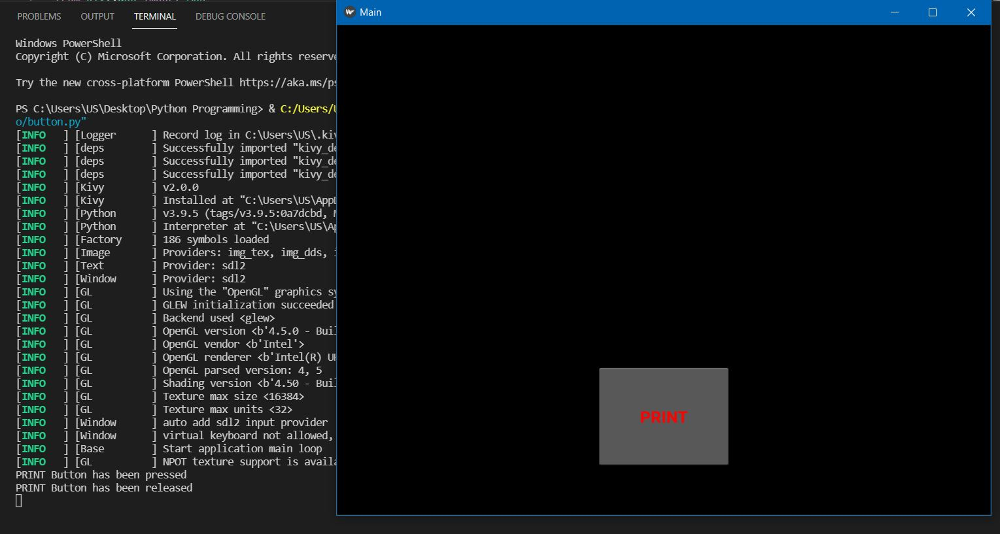 PROBLEMS OUTPUT TERMINAL DEBUG CONSOLE
Windows PowerShell
Copyright (C) Microsoft Corporation. All rights
Try the new cross-platform PowerShell https://aka.ms/ps
PS C:\Users\US\Desktop\Python Programming> & C:/Users/
o/button.py"
[INFO ] [Logger ] Record log in C:\Users\US\.kiv
[INFO ] [deps ] Successfully imported "kivy_de
[INFO ] [deps ] Successfully imported "kivy_de
[INFO ] [deps ] Successfully imported "kivy_de
[INFO ] [Kivy ] v2.0.0
[INFO ] [Kivy ] Installed at "C:\Users\US\App
[INFO ] [Python ] v3.9.5 (tags/v3.9.5:0a7dcbd,
[INFO ] [Python ] Interpreter at "C:\Users\US\Ap
[INFO ] [Factory ] 186 symbols loaded
[INFO ] [Image ] Providers: img_tex, img_dds,
[INFO ] [Text ] Provider: sdl2
[INFO ] [Window ] Provider: sdl2
[INFO ] [GL ] Using the "OpenGL" graphics sy
[INFO ] [GL ] GLEW initialization succeeded
[INFO ] [GL ] Backend used <glew>
[INFO ] [GL ] OpenGL version <b'4.5.0 - Buil
[INFO ] [GL ] OpenGL vendor <b'Intel'>
[INFO ] [GL ] OpenGL renderer <b'Intel(R)
[INFO ] [GL ] OpenGL parsed version: 4, 5
[INFO ] [GL ] Shading version <b'4.50 - Buil
[INFO ] [GL ] Texture max size <16384>
[INFO ] [GL ] Texture max units <32>
[INFO ] [Window ] auto add sdl2 input provider
[INFO ] [Window ] virtual keyboard not allowed,
[INFO ] [Base ] Start application main loop
[INFO ] [GL ] NPOT texture support is
PRINT Button has been pressed
PRINT Button has been released
Main
PRINT